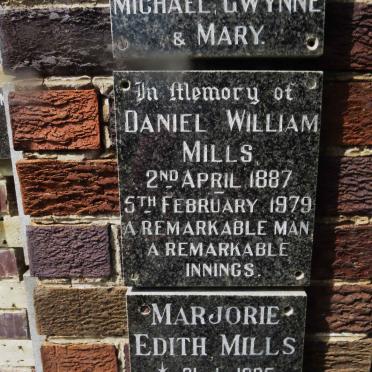 MICHAEL, GWYNNE
& MARY.
In Memory of
DANIEL WILLIAM
MILLS.
2ND APRIL 1887
–
5TH FEBRUARY 1979
A REMARKABLE MAN
A REMARKABLE
INNINGS.
MARJORIE
EDITH MILLS